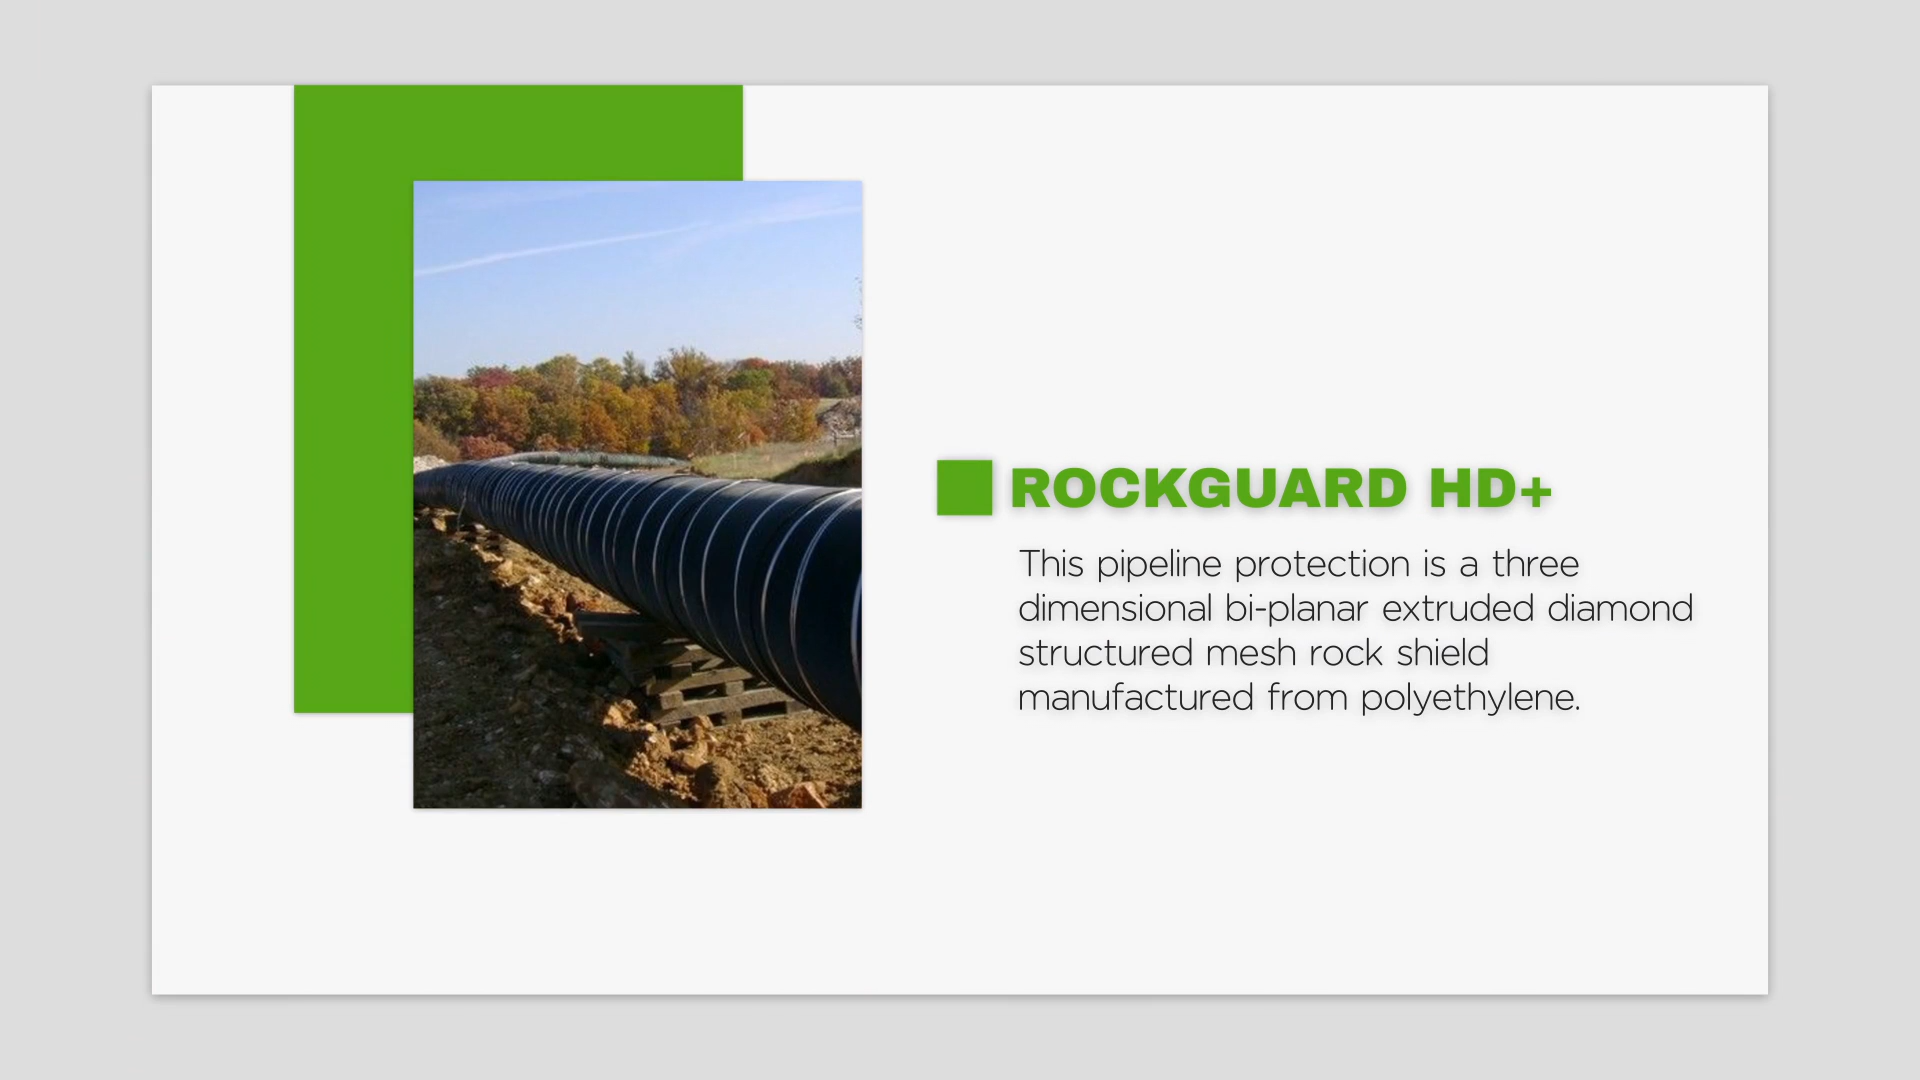 ROCKGUARD HD+
This pipeline protection is a three
dimensional bi-planar extruded diamond
structured mesh rock shield
manufactured from polyethylene.